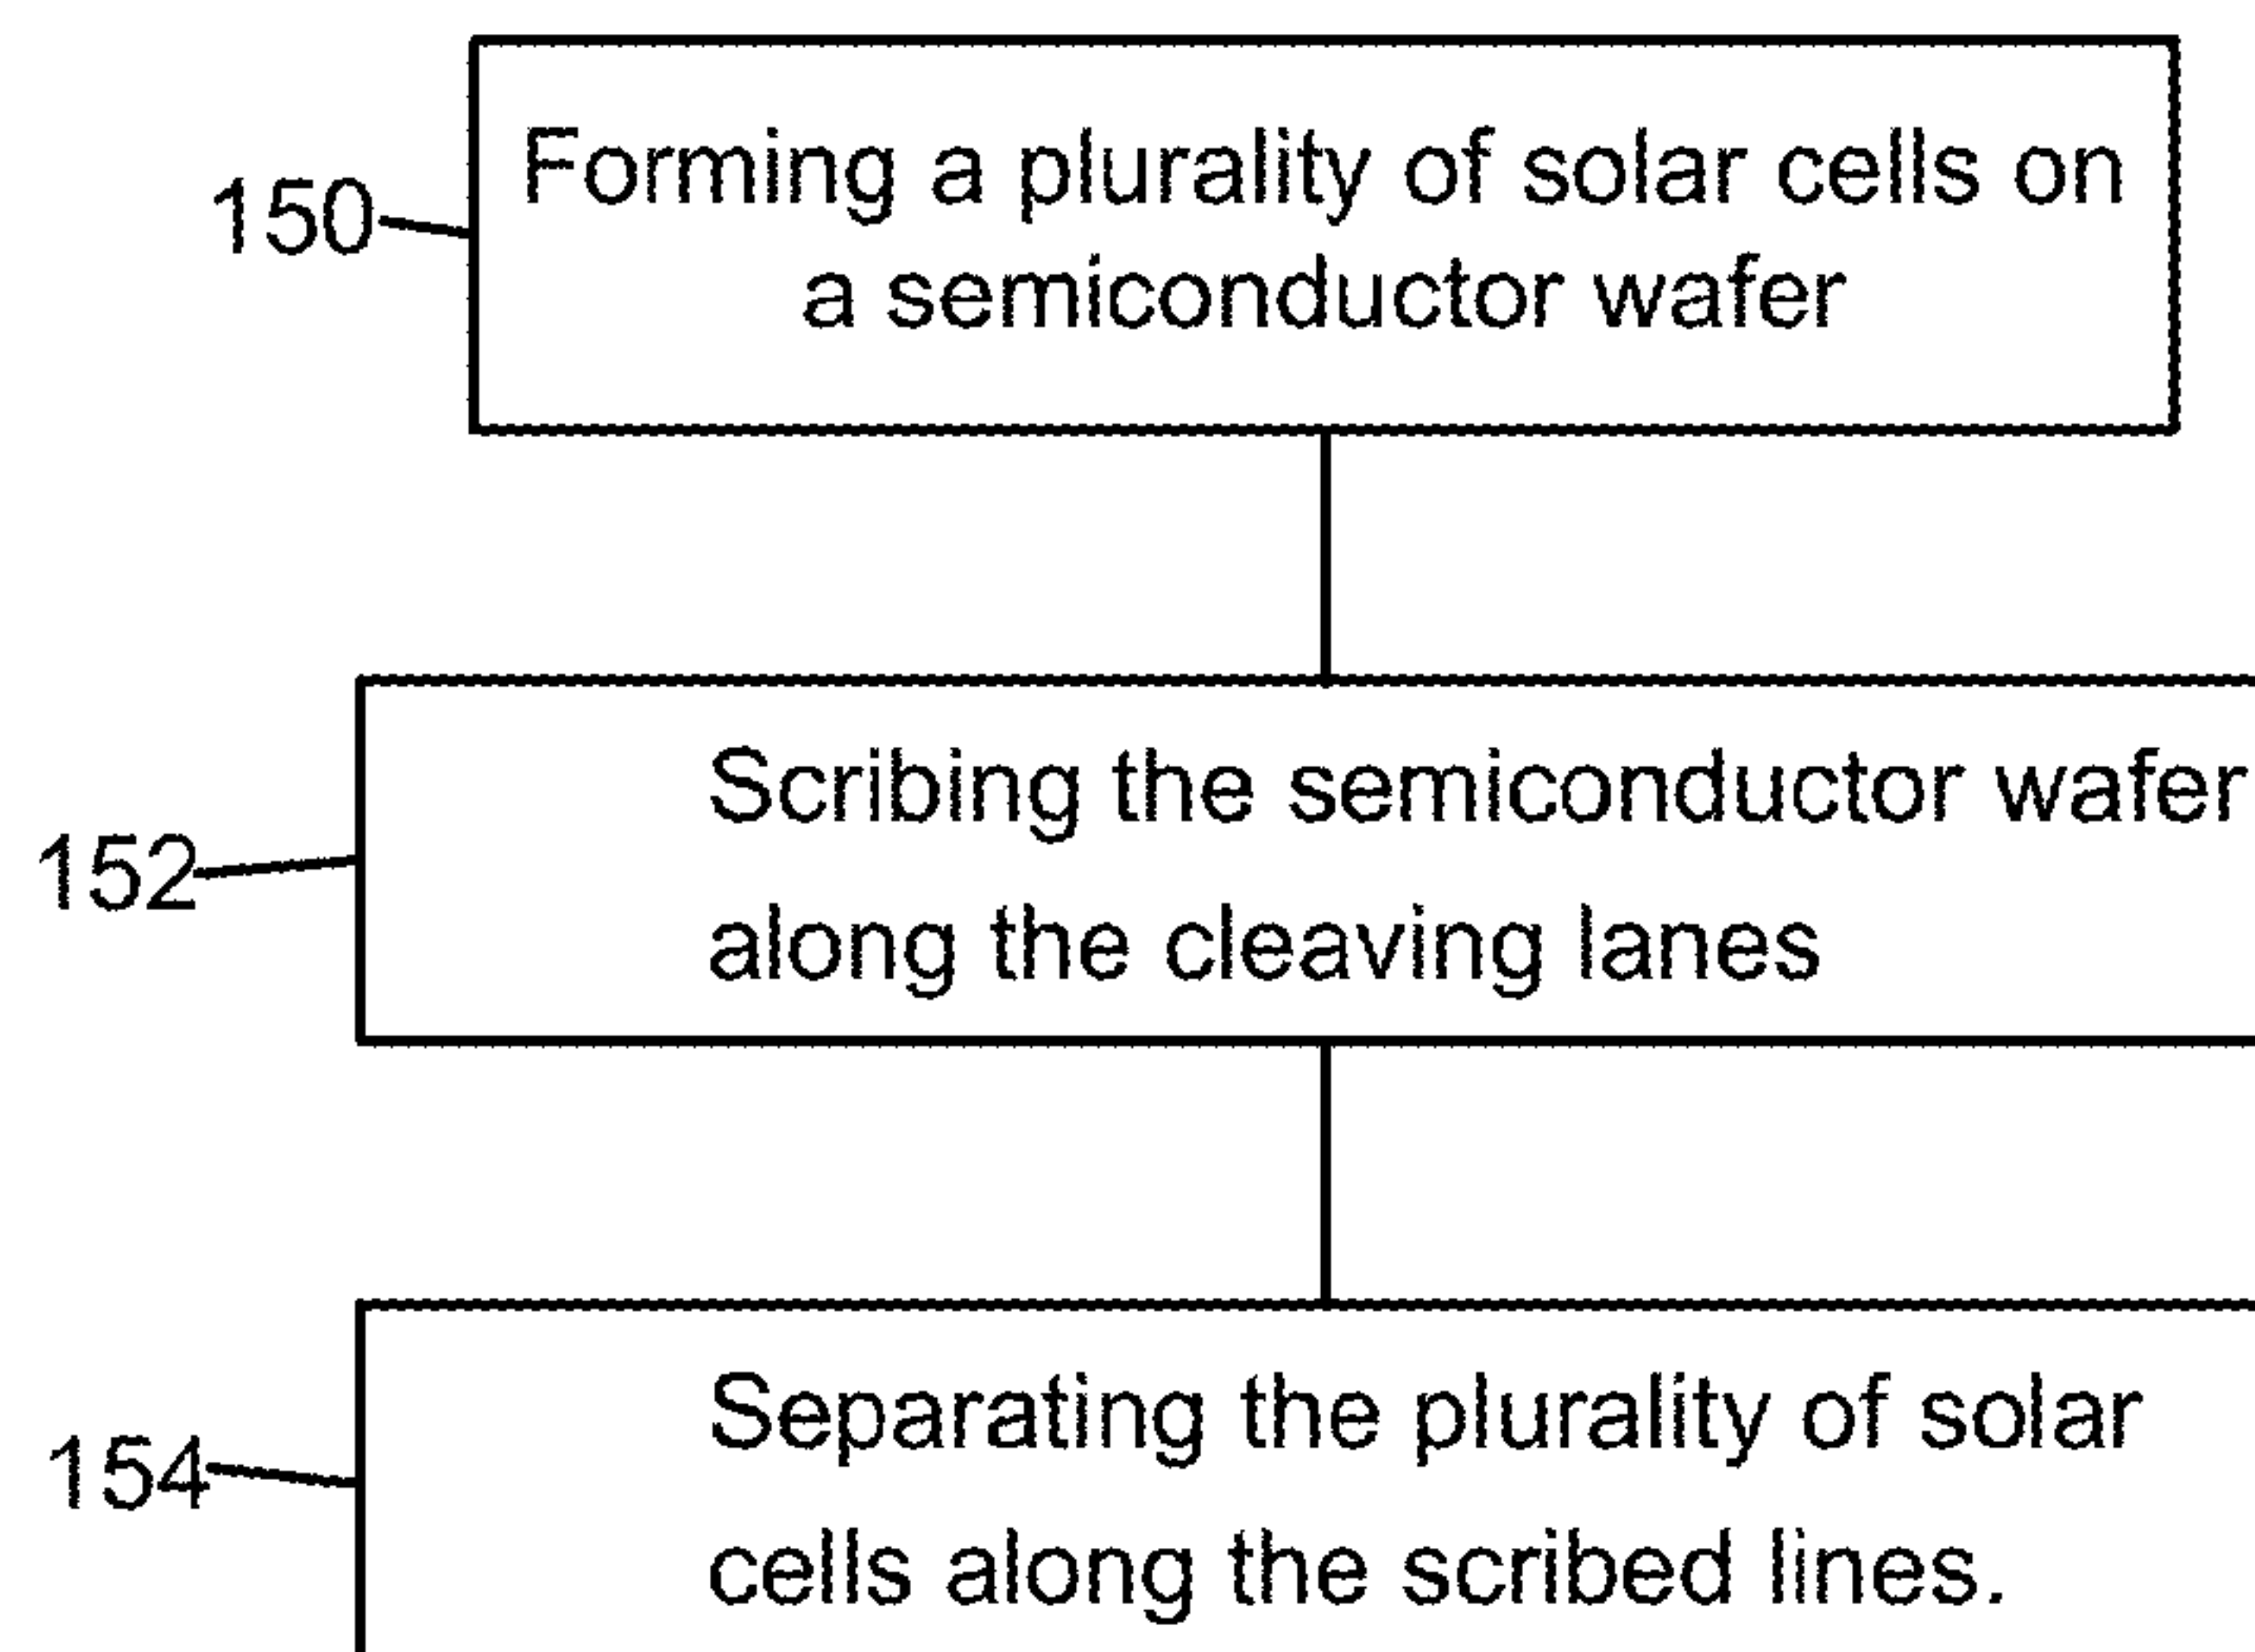 150
Forming a plurality of solar cells on
a semiconductor wafer
152
Scribing the semiconductor wafer
along the cleaving lanes
154
Separating the plurality of solar
cells along the scribed lines.